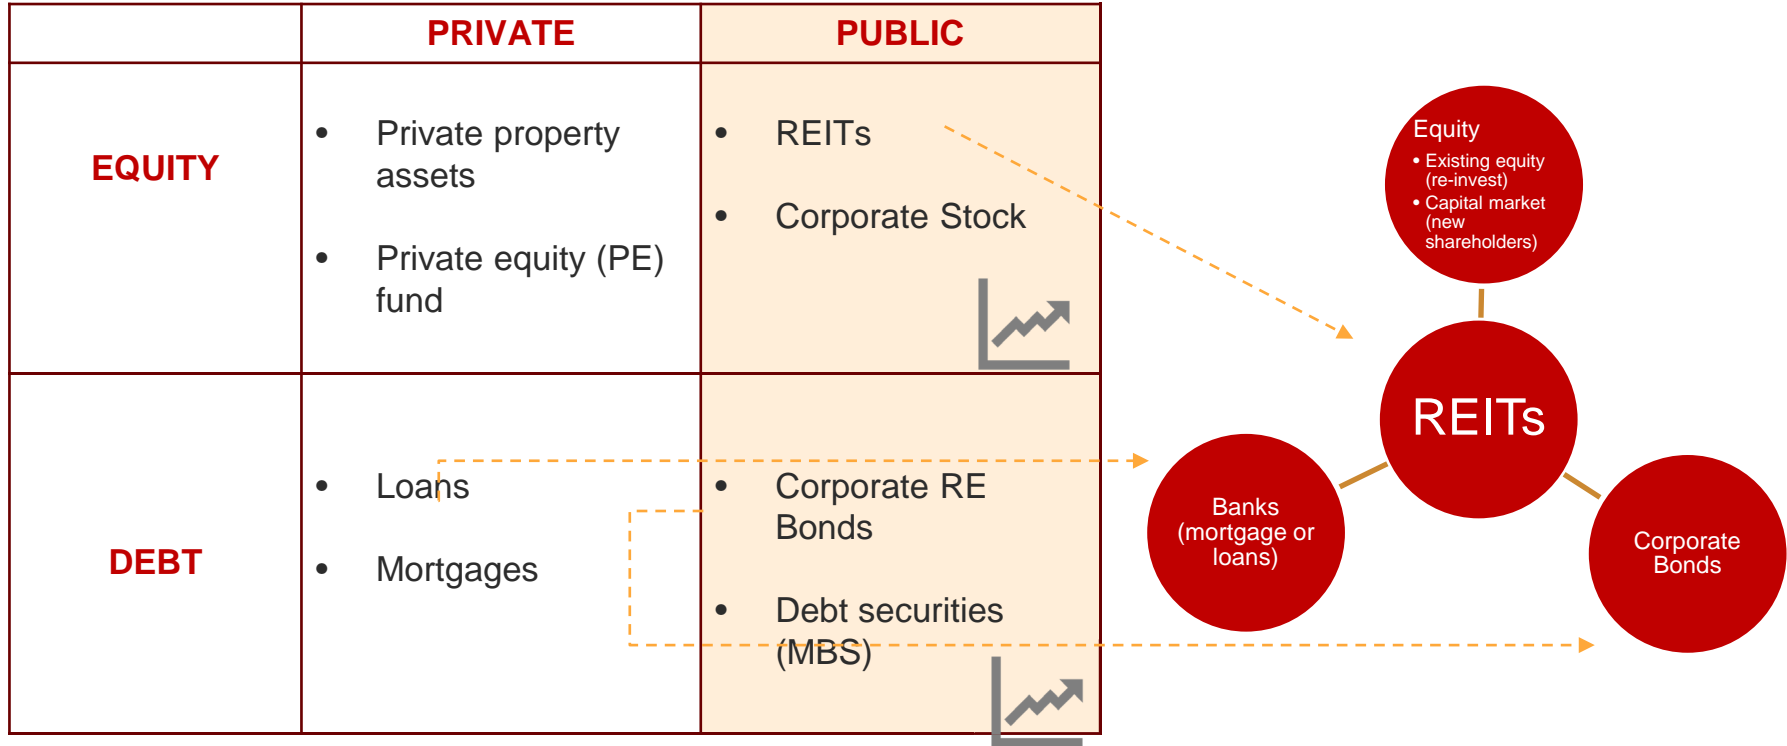 PRIVATE
PUBLIC
EQUITY
• Private property
assets
• Private equity (PE)
fund
• REITs
• Corporate Stock
DEBT
• Loans
• Mortgages
• Corporate RE
Bonds
• Debt securities
(MBS)
Equity
• Existing equity
(re-invest)
• Capital market
(new
shareholders)
REITs
Banks
(mortgage or
loans)
Corporate
Bonds